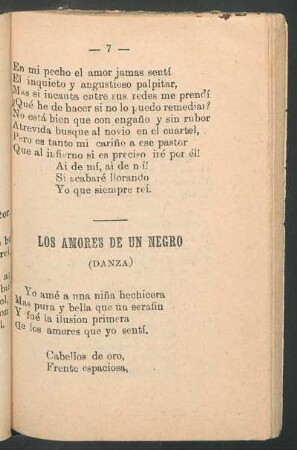 — 7 —
En mi pecho el amor jamas sentí
El inquieto y angustioso palpitar,
Mas si incauta entre sus redes me prendí
¡Qué he de hacer si no lo puedo remediar?
No está bien que con engaño y sin rubor
Atrevida busque al novio en el cuartel,
Pero es tanto mi cariño a ese pastor
Que al infierno si es preciso iré por él!
Ai de mí, ai de mí!
Si acabaré llorando
Yo que siempre reí.
LOS AMORES DE UN NEGRO
(DANZA)
Yo amé a una niña hechicera
Mas pura y bella que un serafin
Y fué la ilusion primera
De los amores que yo sentí.
Cabellos de oro,
Frente espaciosa,